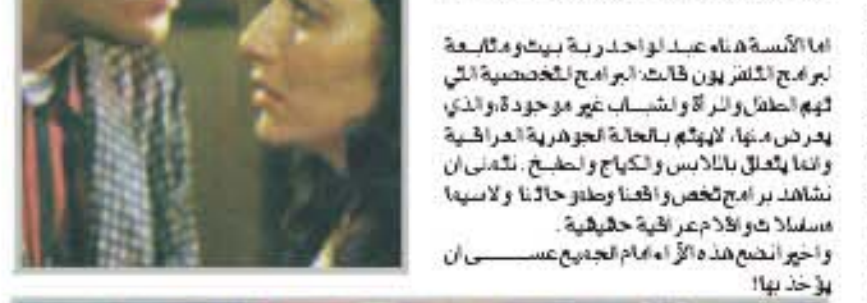 اما الآنسة هناء عبد لواحد ربة بيت ومتابعة
لبرامج التلفزيون قالت: البرامج التخصصية التي
تهم الطفل والمرأة والشباب غير موجودة، والذي
يعرض منها، لايهتم بالحالة الجوهرية العراقية
وانما يتعلق بالملابس والكياج والطبخ. نتمنى ان
نشاهد برامج تخص واقعنا وطموحاتنا ولاسيما
مسلسلات وافلام عراقية حقيقية.
واخيرا نضع هذه الآراء امام الجميع عسى ان
يؤخذ بها!